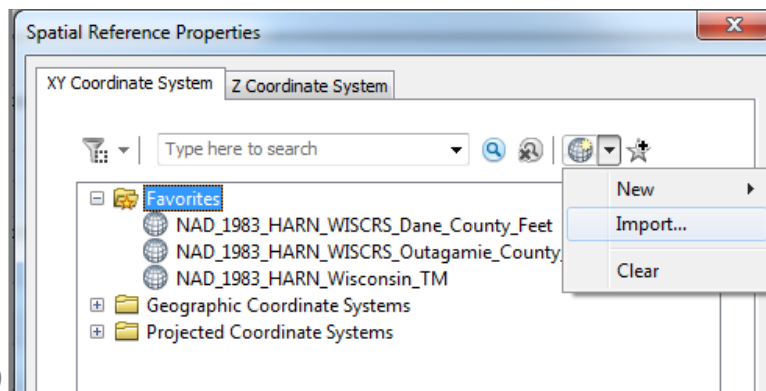 Spatial Reference Properties
XY Coordinate System
Z Coordinate System
Type here to search
New
Import...
Clear
Favorites
NAD_1983_HARN_WISCRS_Dane_County_Feet
NAD_1983_HARN_WISCRS_Outagamie_County
NAD_1983_HARN_Wisconsin_TM
Geographic Coordinate Systems
Projected Coordinate Systems